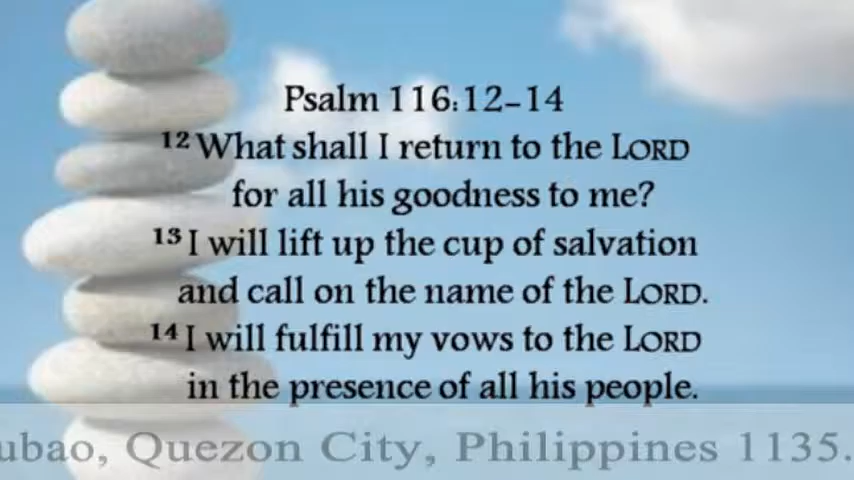 Psalm 116:12-14
12 What shall I return to the LORD
for all his goodness to me?
13 I will lift up the cup of salvation
and call on the name of the LORD.
14 I will fulfill my vows to the LORD
in the presence of all his people.
ubao, Quezon City, Philippines 1135.